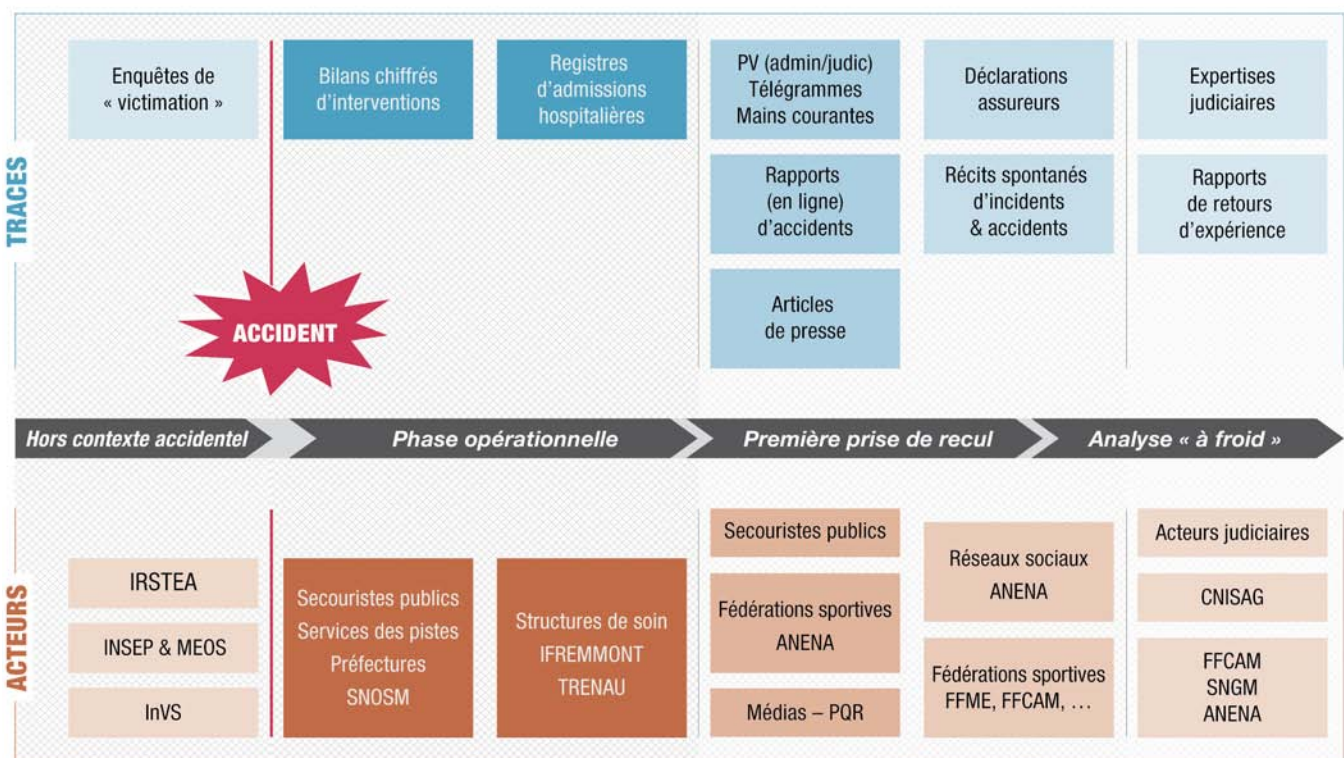 TRACES
Enquêtes de
« victimation »
Bilans chiffrés
d'interventions
Registres
d'admissions
hospitalières
PV (admin/judic)
Télégrammes
Mains courantes
Déclarations
assureurs
Expertises
judiciaires
Rapports
(en ligne)
d'accidents
Récits spontanés
d'incidents
& accidents
Rapports
de retours
d'expérience
Articles
de presse
ACCIDENT
Hors contexte accidentel
Phase opérationnelle
Première prise de recul
Analyse « à froid »
ACTEURS
IRSTEA
INSEP & MEOS
InVS
Secouristes publics
Services des pistes
Préfectures
SNOSM
Structures de soin
IFREMMONT
TRENAU
Secouristes publics
Fédérations sportives
ANENA
Médias – PQR
Réseaux sociaux
ANENA
Fédérations sportives
FFME, FFCAM, …
Acteurs judiciaires
CNISAG
FFCAM
SNGM
ANENA